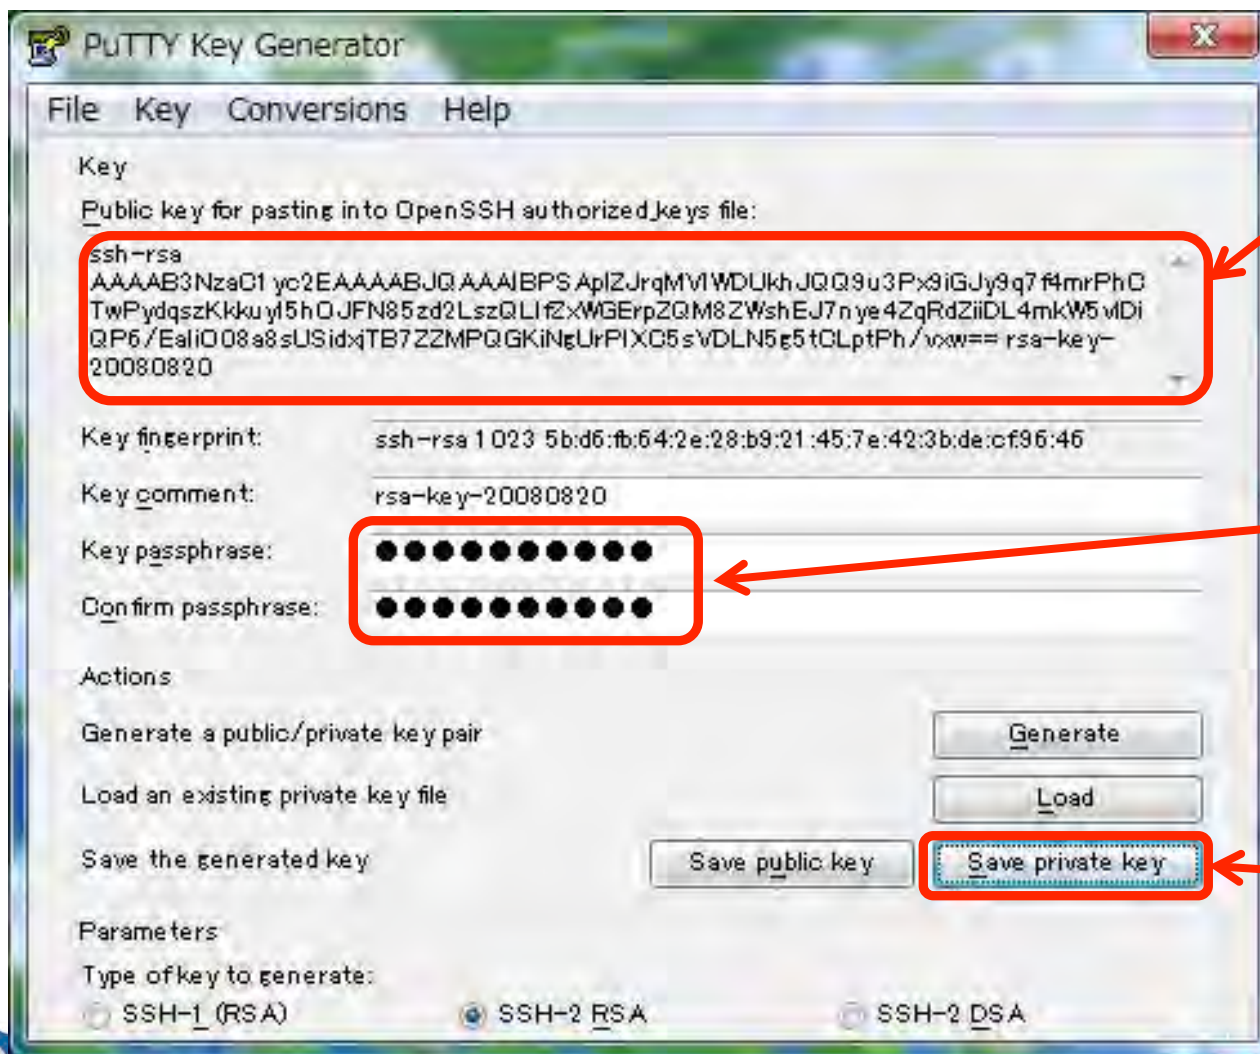 PuTTY Key Generator
File Key Conversions Help
Key
Public key for pasting into OpenSSH authorized_keys file:
ssh-rsa
AAAAB3NzaC1yc2EAAAABJQAAAIBPSAplZJrqMVlWDUkhJQQ9u3Px9iGJy9q7f4mrPhC
TwPydqszKkkuyl5hOJFN85zd2LszQLIfZxWGErpZQM8ZWshEJ7nye4ZqRdZiiDL4mkW5vlDi
QP6/EaliO08a8sUSidxjTB7ZZMPQGKiNgUrPIXC5sVDLN5g5tCLptPh/vxw== rsa-key-
20080820
Key fingerprint: ssh-rsa 1023 5b:d6:fb:64:2e:28:b9:21:45:7e:42:3b:de:cf:96:46
Key comment: rsa-key-20080820
Key passphrase: ●●●●●●●●●●
Confirm passphrase: ●●●●●●●●●●
Actions
Generate a public/private key pair Generate
Load an existing private key file Load
Save the generated key Save public key Save private key
Parameters
Type of key to generate:
SSH-1 (RSA) SSH-2 RSA SSH-2 DSA